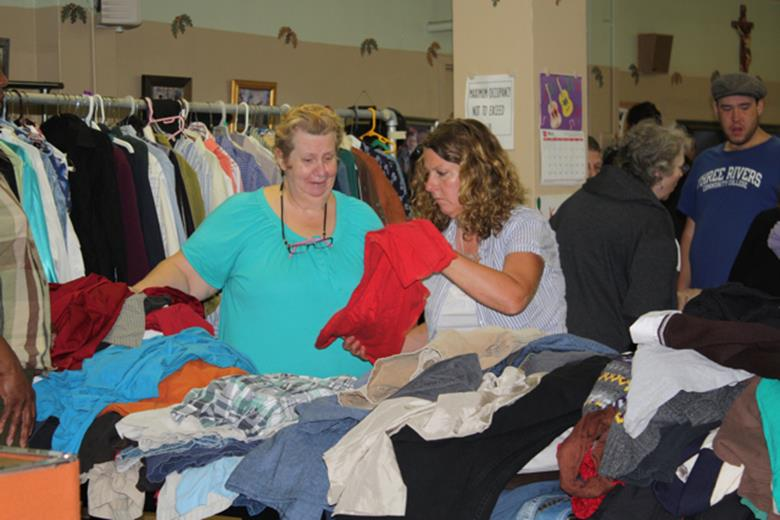 MAXIMUM OCCUPANCY
NOT TO EXCEED
THREE RIVERS
COMMUNITY COLLEGE